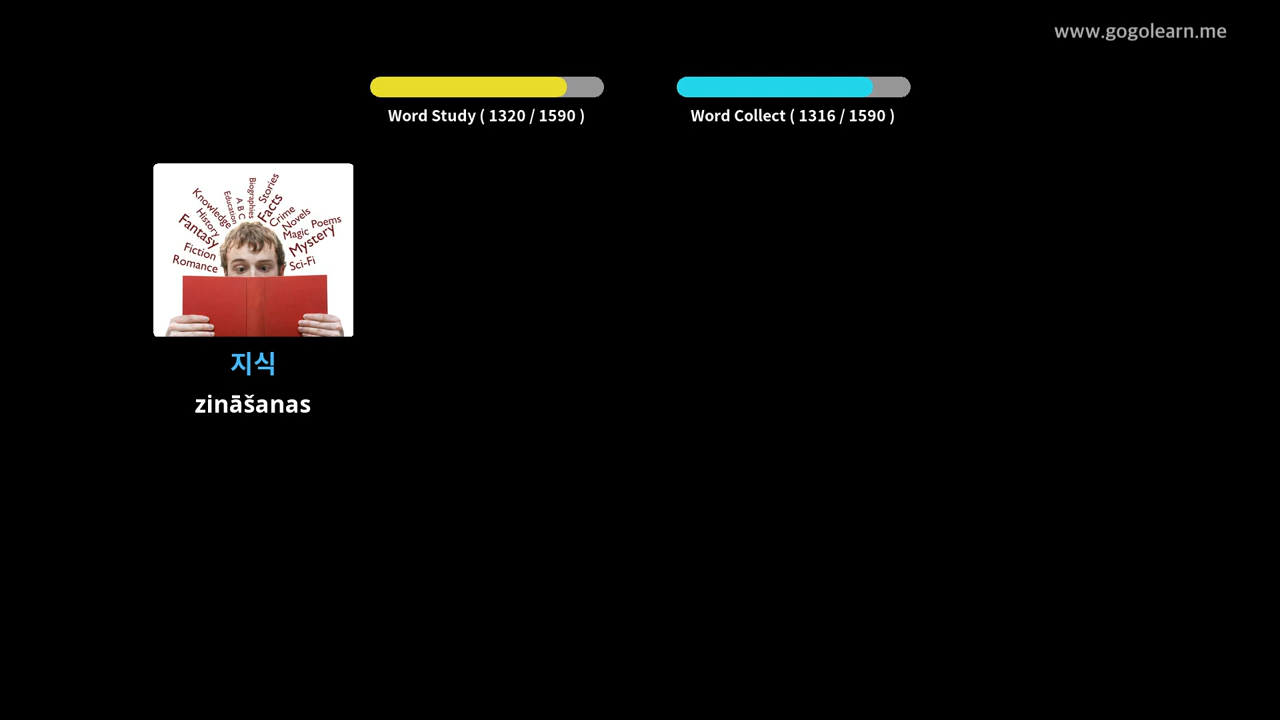 www.gogolearn.me
Word Study ( 1320 / 1590 )
Word Collect ( 1316 / 1590 )
Stories
Biographies
Facts
A B C
Education
Knowledge
Crime
History
Novels
Poems
Fantasy
Magic
Mystery
Fiction
Romance
Sci-Fi
지식
zināšanas